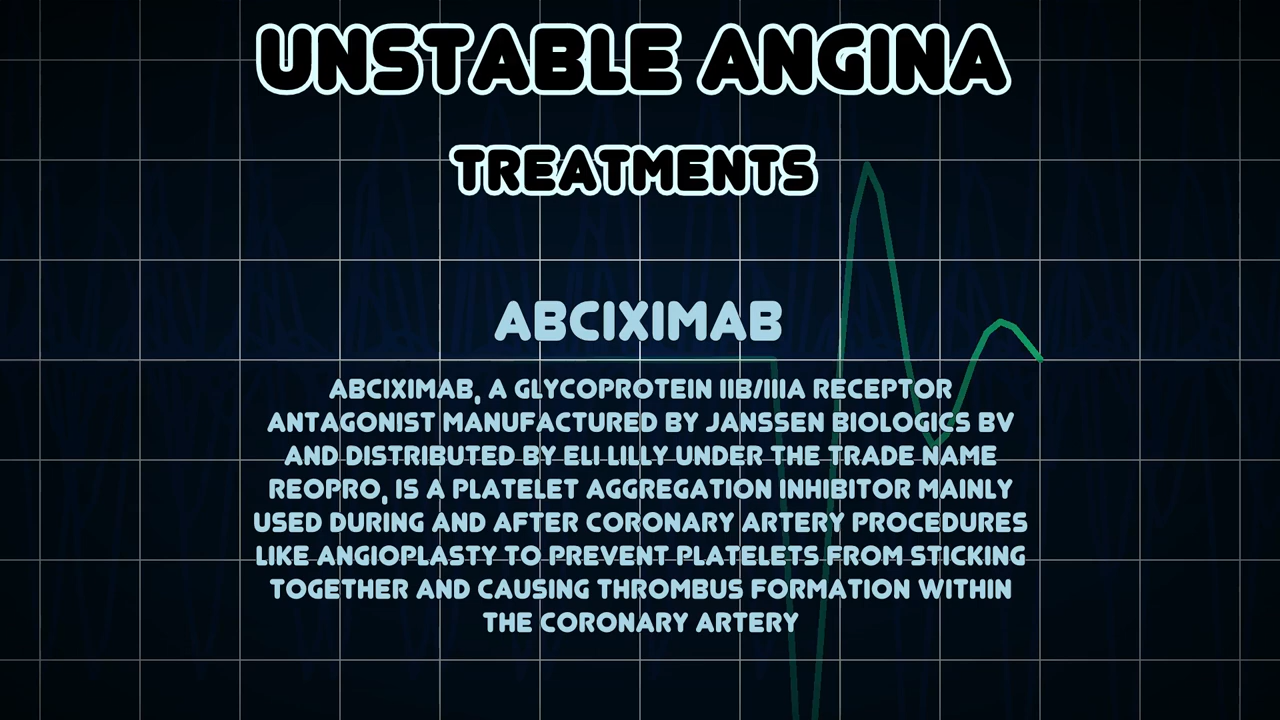 UNSTABLE ANGINA
TREATMENTS
ABCIXIMAB
ABCIXIMAB, A GLYCOPROTEIN IIB/IIIA RECEPTOR
ANTAGONIST MANUFACTURED BY JANSSEN BIOLOGICS BV
AND DISTRIBUTED BY ELI LILLY UNDER THE TRADE NAME
REOPRO, IS A PLATELET AGGREGATION INHIBITOR MAINLY
USED DURING AND AFTER CORONARY ARTERY PROCEDURES
LIKE ANGIOPLASTY TO PREVENT PLATELETS FROM STICKING
TOGETHER AND CAUSING THROMBUS FORMATION WITHIN
THE CORONARY ARTERY